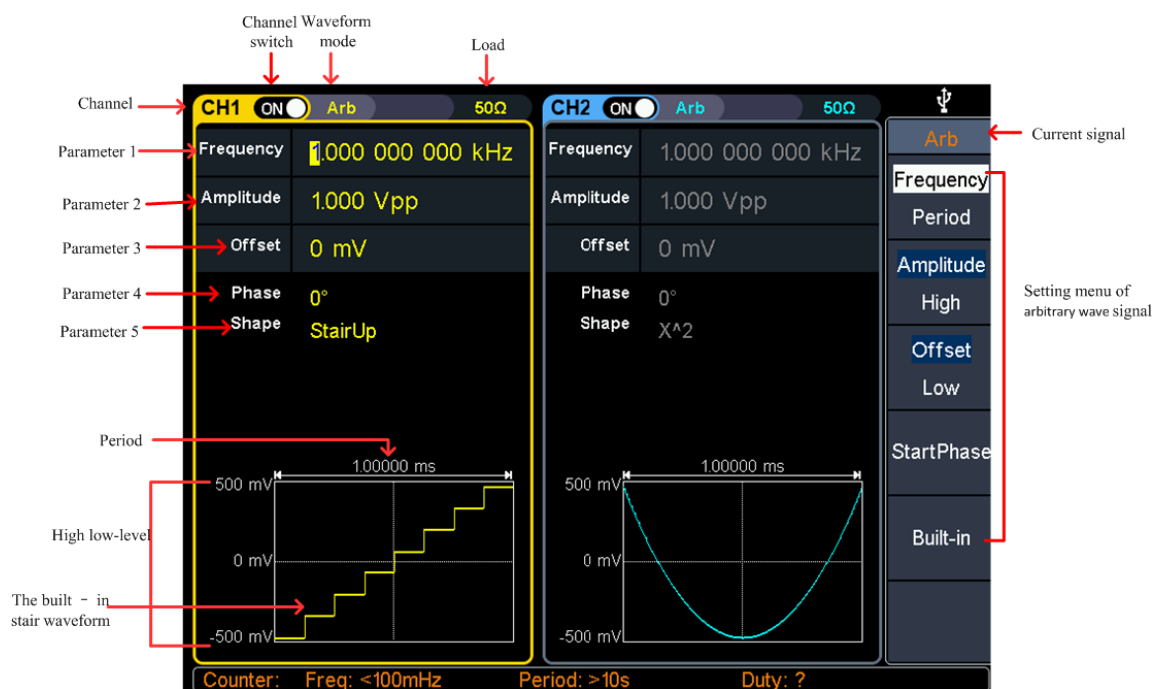 Channel Waveform
switch mode
Load
Channel
CH1 ON Arb 50Ω
CH2 ON Arb 50Ω
Current signal
Arb
Parameter 1
Frequency 1.000 000 000 kHz
Frequency 1.000 000 000 kHz
Frequency
Period
Parameter 2
Amplitude 1.000 Vpp
Amplitude 1.000 Vpp
Parameter 3
Offset 0 mV
Offset 0 mV
Amplitude
High
Setting menu of
arbitrary wave signal
Parameter 4
Phase 0°
Phase 0°
Parameter 5
Shape StairUp
Shape X^2
Offset
Low
StartPhase
Built-in
Period
1.00000 ms
1.00000 ms
500 mV
500 mV
High low-level
0 mV
0 mV
The built - in
stair waveform
-500 mV
-500 mV
Counter: Freq: <100mHz Period: >10s Duty: ?